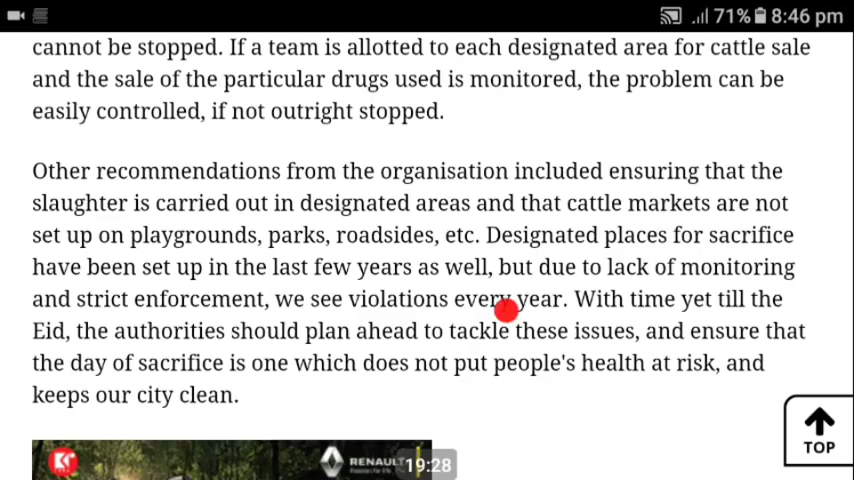 71% 8:46 pm
cannot be stopped. If a team is allotted to each designated area for cattle sale
and the sale of the particular drugs used is monitored, the problem can be
easily controlled, if not outright stopped.
Other recommendations from the organisation included ensuring that the
slaughter is carried out in designated areas and that cattle markets are not
set up on playgrounds, parks, roadsides, etc. Designated places for sacrifice
have been set up in the last few years as well, but due to lack of monitoring
and strict enforcement, we see violations every year. With time yet till the
Eid, the authorities should plan ahead to tackle these issues, and ensure that
the day of sacrifice is one which does not put people's health at risk, and
keeps our city clean.
TOP
RENAULT
19:28